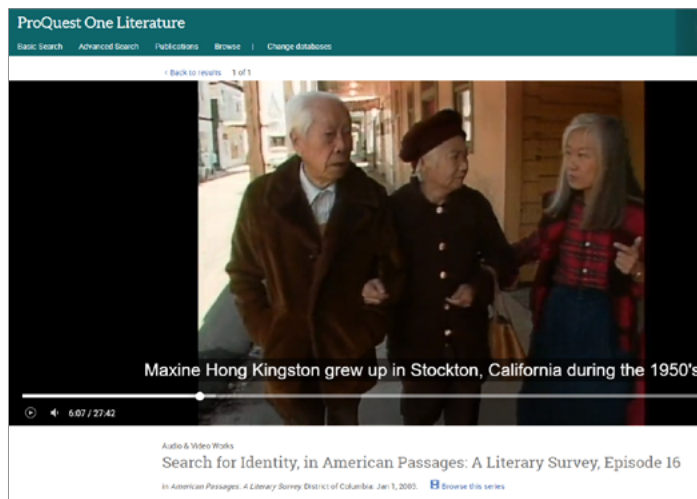 ProQuest One Literature
Basic Search Advanced Search Publications Browse | Change databases
‹ Back to results 1 of 1
Maxine Hong Kingston grew up in Stockton, California during the 1950's
6:07 / 27:42
Audio & Video Works
Search for Identity, in American Passages: A Literary Survey, Episode 16
in American Passages. A Literary Survey. District of Columbia: Jan 1, 2003. Browse this series